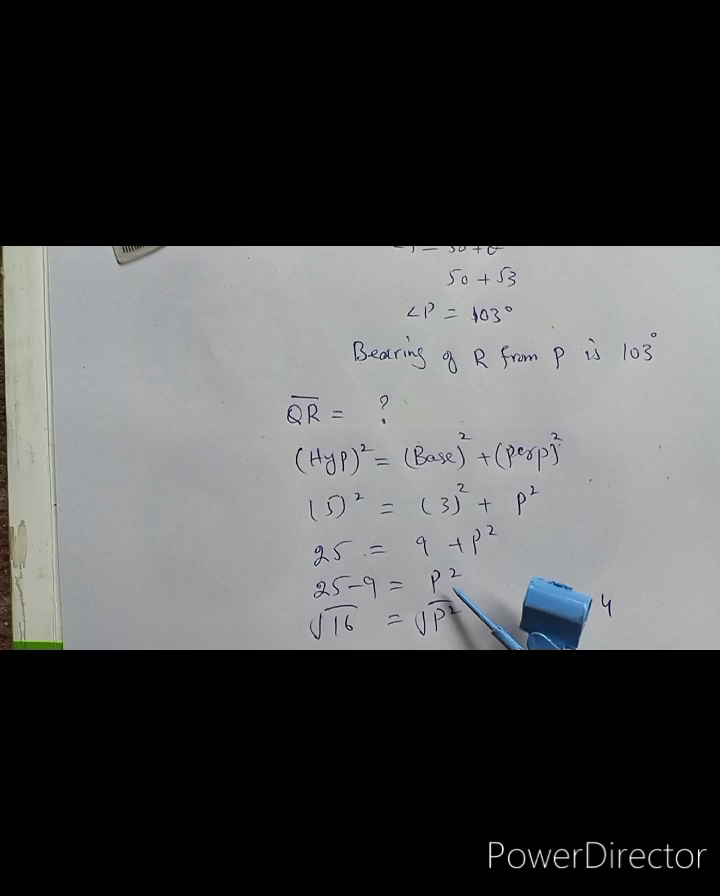 50 + 53
∠P = 103°
Bearing of R from P is 103°
QR = ?
(Hyp)² = (Base)² + (perp)²
(5)² = (3)² + P²
25 = 9 + P²
25-9 = P²
√16 = √P²
4
PowerDirector